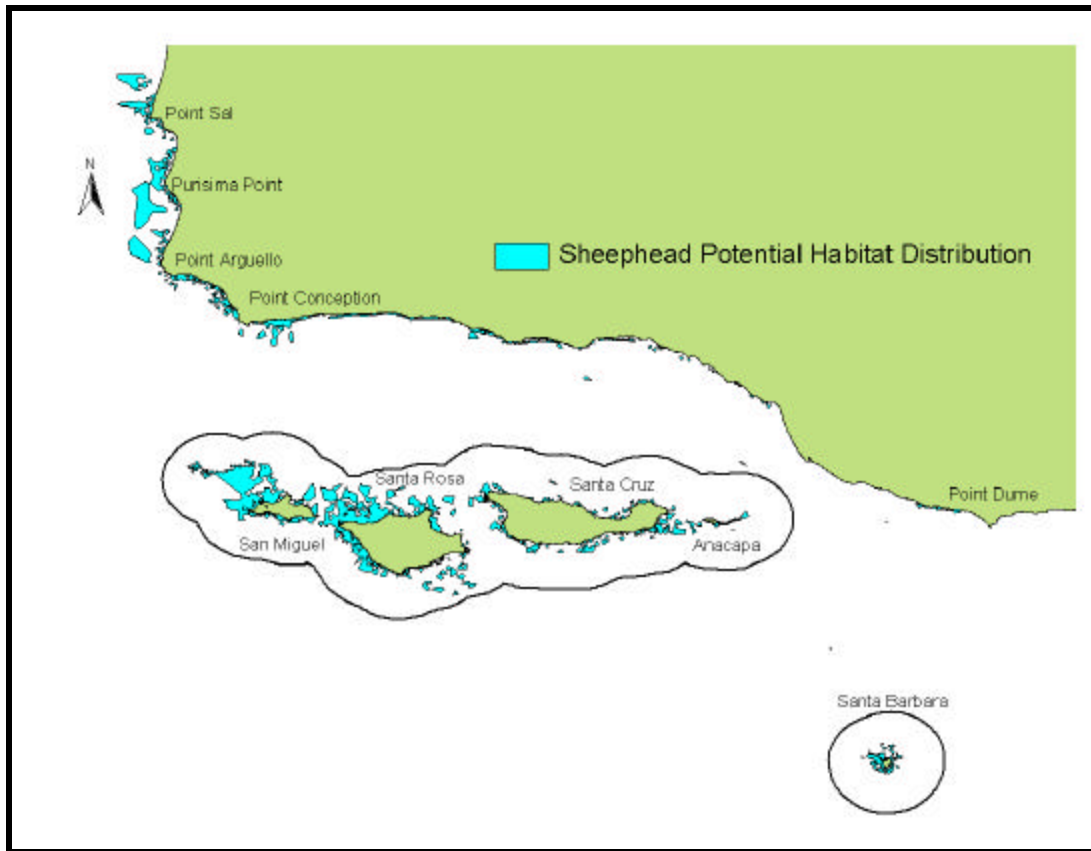 Point Sal
N
Purisima Point
Sheephead Potential Habitat Distribution
Point Arguello
Point Conception
Santa Rosa
Santa Cruz
Point Dume
San Miguel
Anacapa
Santa Barbara